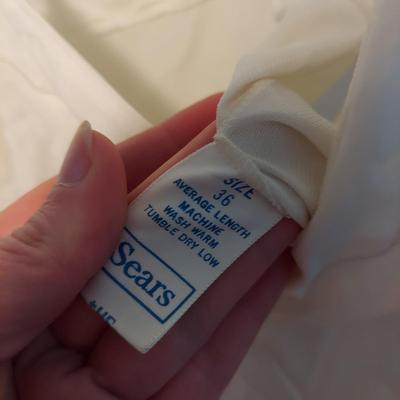 SIZE
36
AVERAGE LENGTH
MACHINE
WASH WARM
TUMBLE DRY LOW
Sears